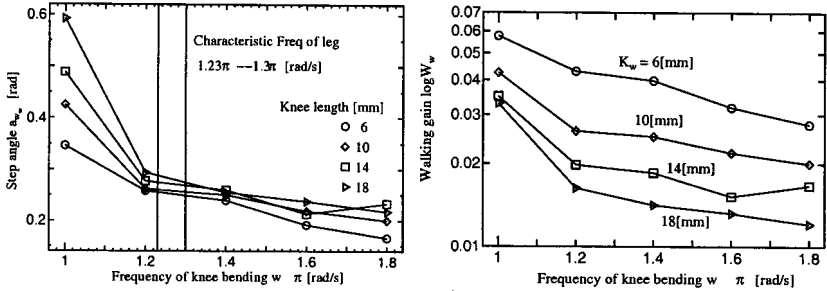 0.6
0.4
0.2
Step angle a_{w_w} [rad]
Characteristic Freq of leg
1.23π ---1.3π [rad/s]
Knee length [mm]
6
10
14
18
1 1.2 1.4 1.6 1.8
Frequency of knee bending w π [rad/s]
0.07
0.06
0.05
0.04
0.03
0.02
0.01
Walking gain logW_w
K_w = 6[mm]
10[mm]
14[mm]
18[mm]
1 1.2 1.4 1.6 1.8
Frequency of knee bending w π [rad/s]